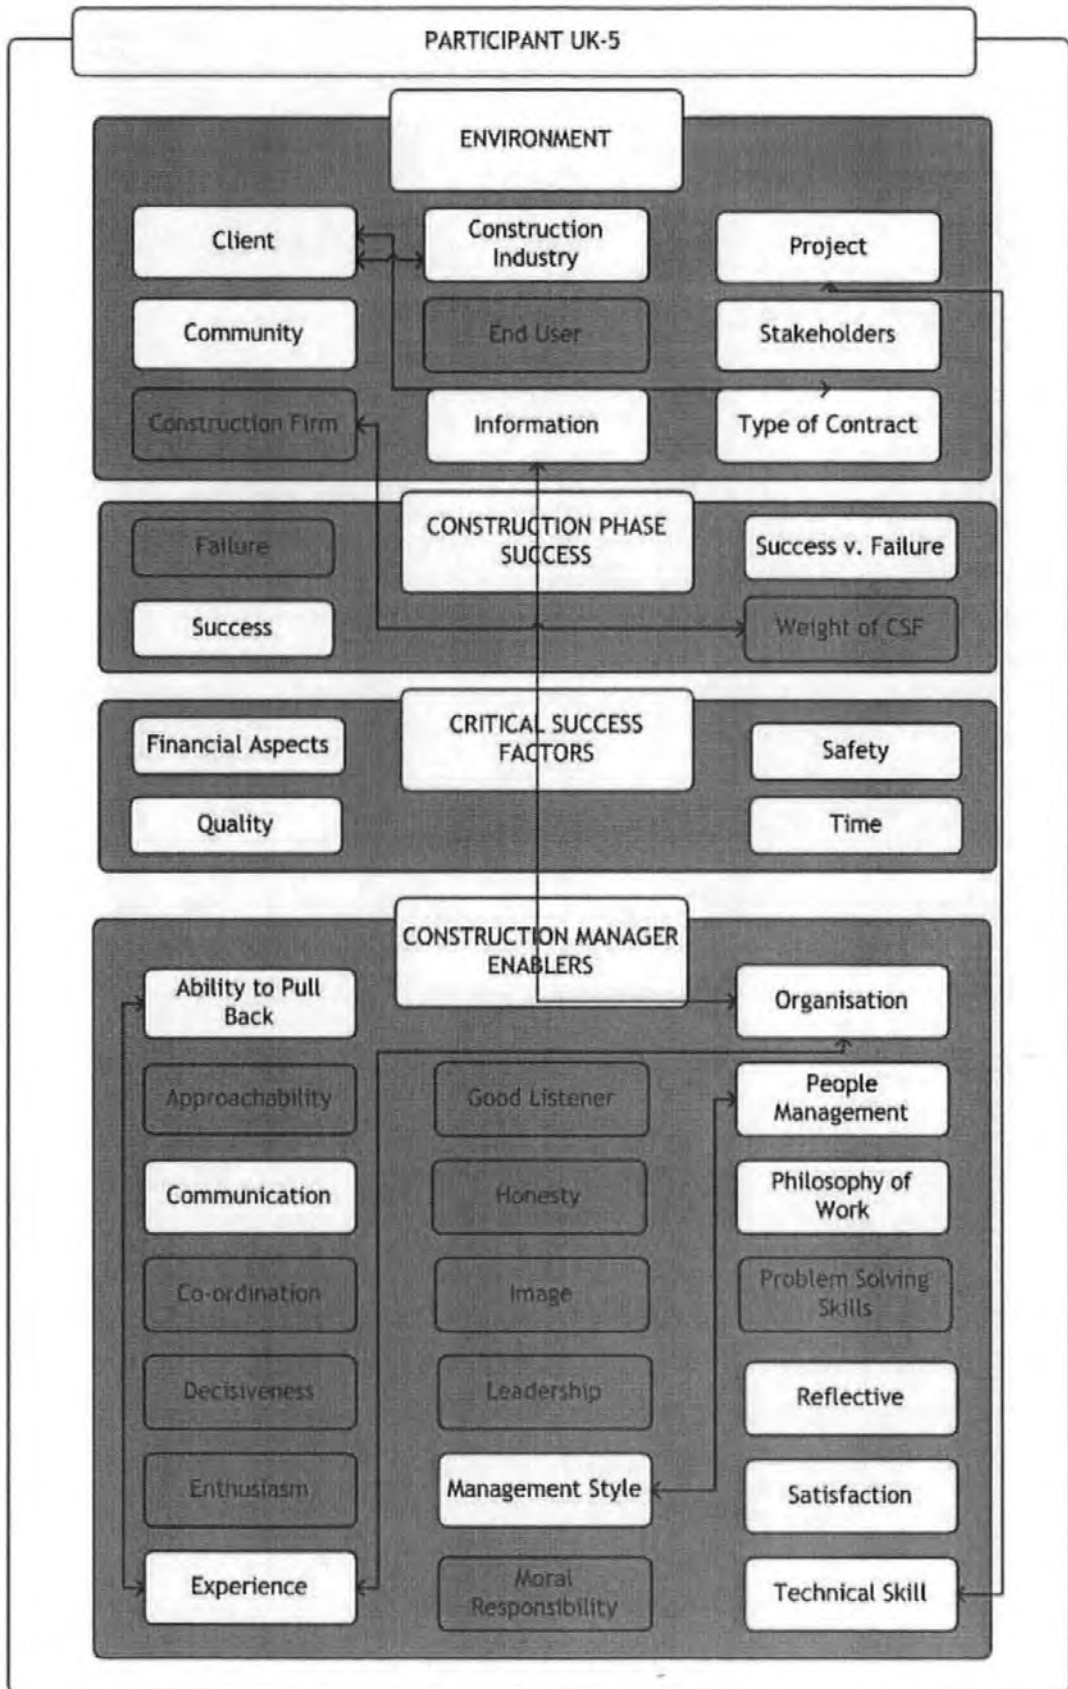 PARTICIPANT UK-5
ENVIRONMENT
Client
Construction
Industry
Project
Community
End User
Stakeholders
Construction Firm
Information
Type of Contract
CONSTRUCTION PHASE
SUCCESS
Failure
Success v. Failure
Success
Weight of CSF
CRITICAL SUCCESS
FACTORS
Financial Aspects
Safety
Quality
Time
CONSTRUCTION MANAGER
ENABLERS
Ability to Pull
Back
Organisation
Approachability
Good Listener
People
Management
Communication
Honesty
Philosophy of
Work
Co-ordination
Image
Problem Solving
Skills
Decisiveness
Leadership
Reflective
Enthusiasm
Management Style
Satisfaction
Experience
Moral
Responsibility
Technical Skill